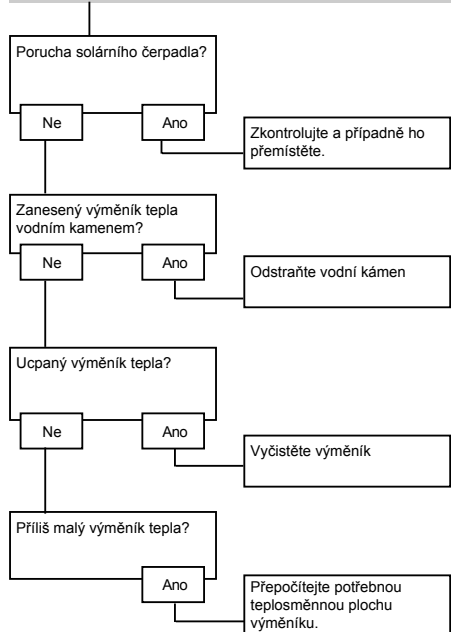 Porucha solárního čerpadla?
Ne
Ano
Zkontrolujte a případně ho
přemístěte.
Zanesený výměník tepla
vodním kamenem?
Ne
Ano
Odstraňte vodní kámen
Ucpaný výměník tepla?
Ne
Ano
Vyčistěte výměník
Příliš malý výměník tepla?
Ano
Přepočítejte potřebnou
teplosměnnou plochu
výměníku.